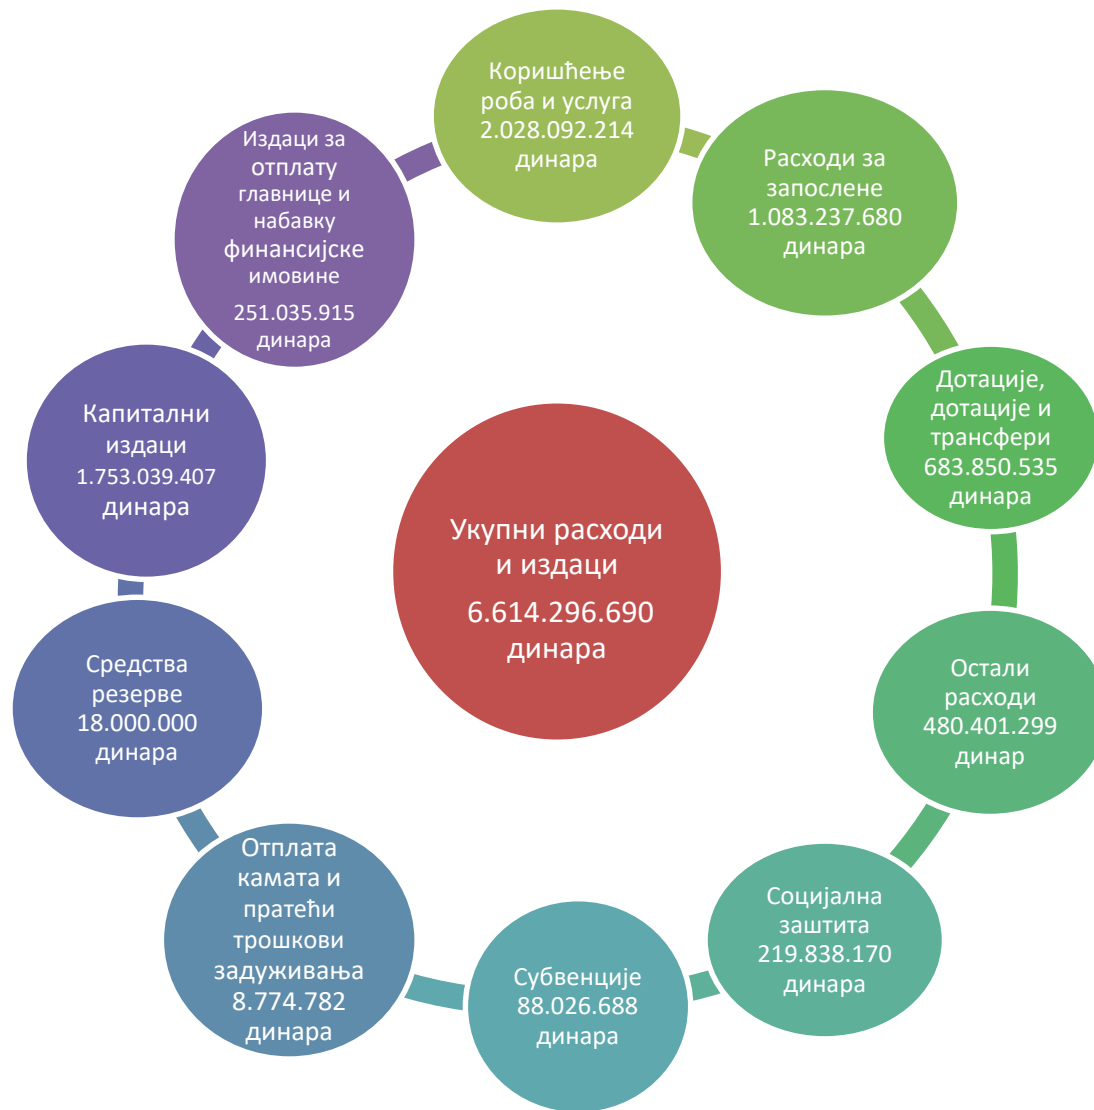 Коришћење
роба и услуга
2.028.092.214
динара
Расходи за
запослене
1.083.237.680
динара
Дотације,
дотације и
трансфери
683.850.535
динара
Остали
расходи
480.401.299
динар
Социјална
заштита
219.838.170
динара
Субвенције
88.026.688
динара
Отплата
камата и
пратећи
трошкови
задуживања
8.774.782
динара
Средства
резерве
18.000.000
динара
Капитални
издаци
1.753.039.407
динара
Издаци за
отплату
главнице и
набавку
финансијске
имовине
251.035.915
динара
Укупни расходи
и издаци
6.614.296.690
динара